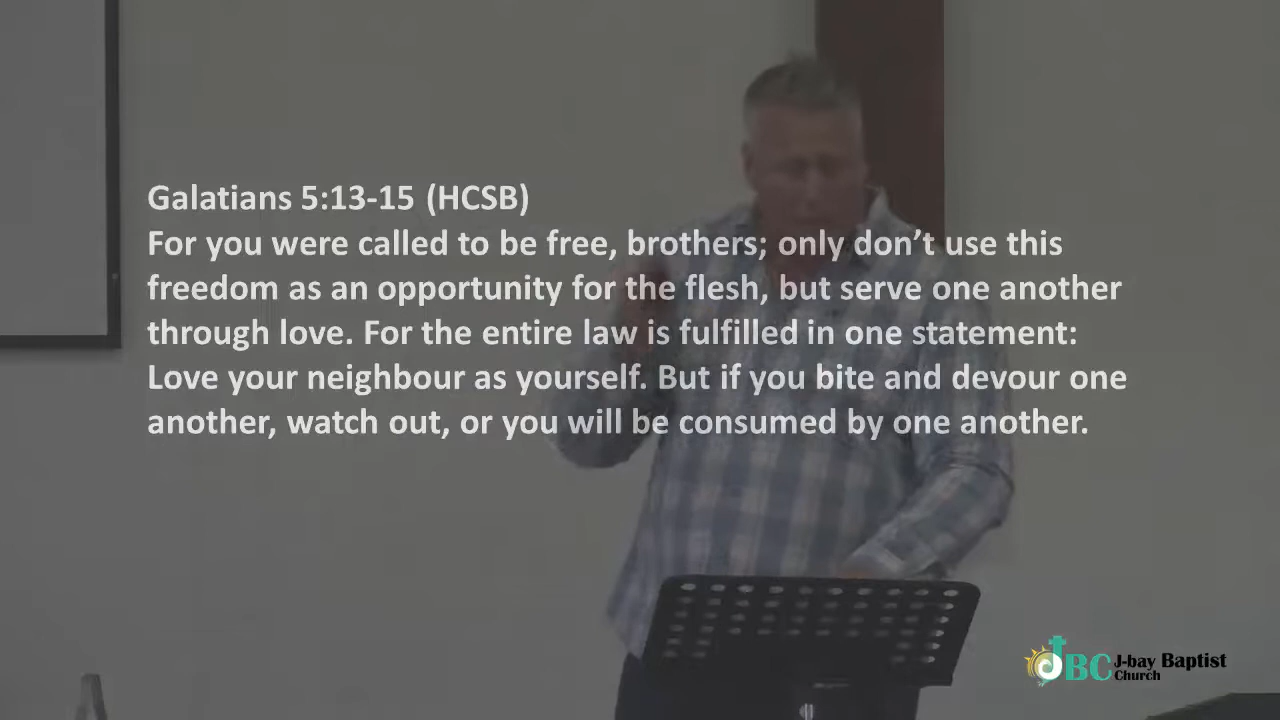 Galatians 5:13-15 (HCSB)
For you were called to be free, brothers; only don’t use this
freedom as an opportunity for the flesh, but serve one another
through love. For the entire law is fulfilled in one statement:
Love your neighbour as yourself. But if you bite and devour one
another, watch out, or you will be consumed by one another.
JBC J-bay Baptist
Church